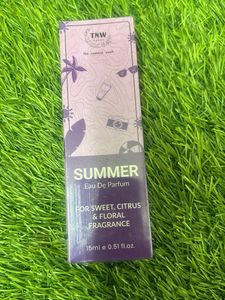 TNW
the natural wash
SUMMER
Eau De Parfum
FOR SWEET, CITRUS
& FLORAL
FRAGRANCE
15ml e 0.51 fl.oz.